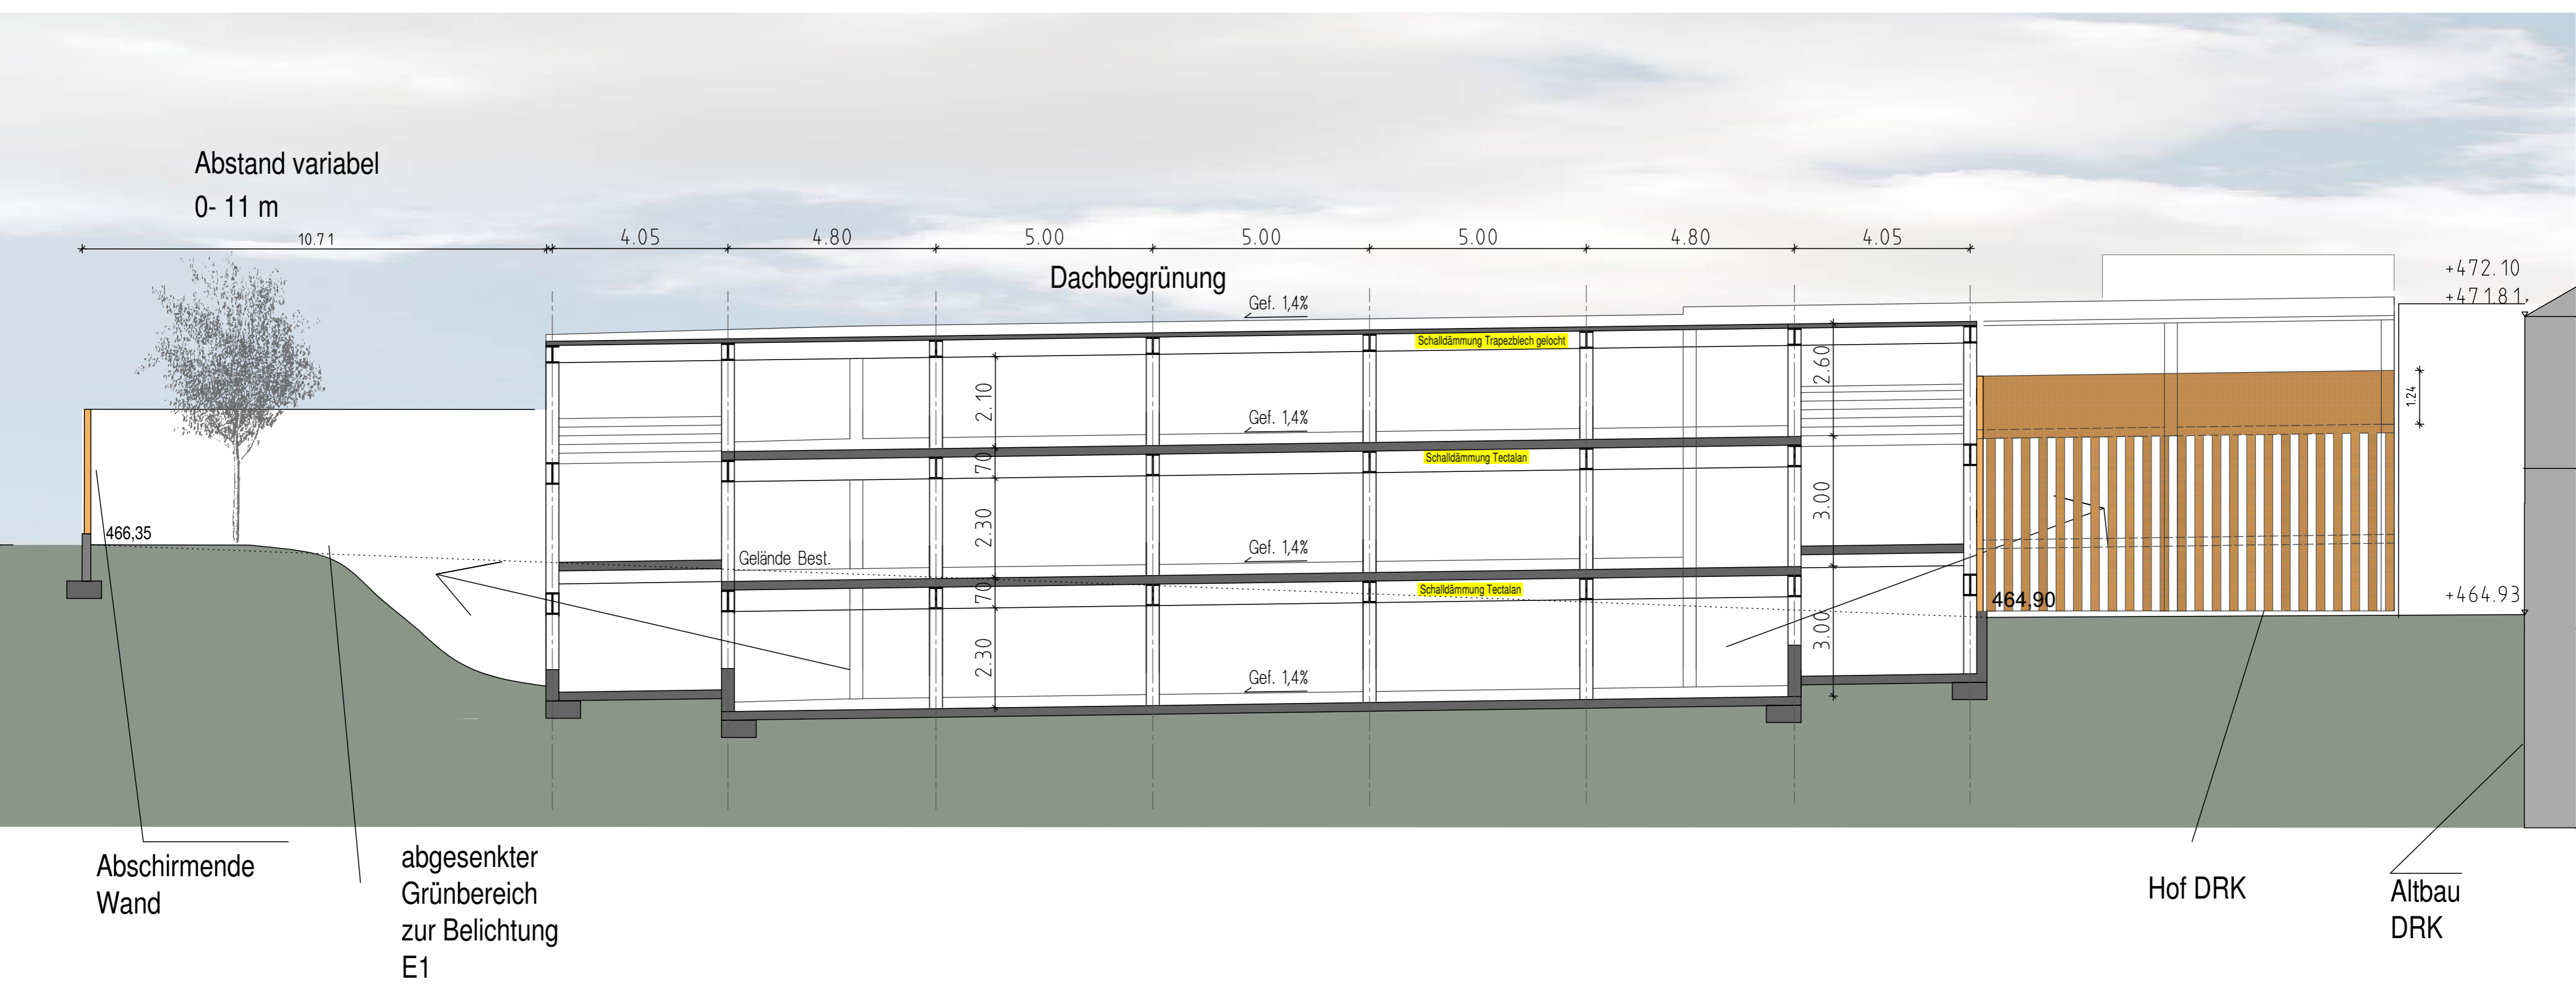 Abstand variabel
0- 11 m
10.71
4.05
4.80
5.00
5.00
5.00
4.80
4.05
Dachbegrünung
+472.10
+471.81
Gef. 1,4%
Schalldämmung Trapezblech gelocht
2.60
2.10
1.24
Gef. 1,4%
Schalldämmung Tectalan
70
3.00
2.30
466,35
Gelände Best.
Gef. 1,4%
Schalldämmung Tectalan
70
464,90
+464.93
3.00
2.30
Gef. 1,4%
Abschirmende
Wand
abgesenkter
Grünbereich
zur Belichtung
E1
Hof DRK
Altbau
DRK